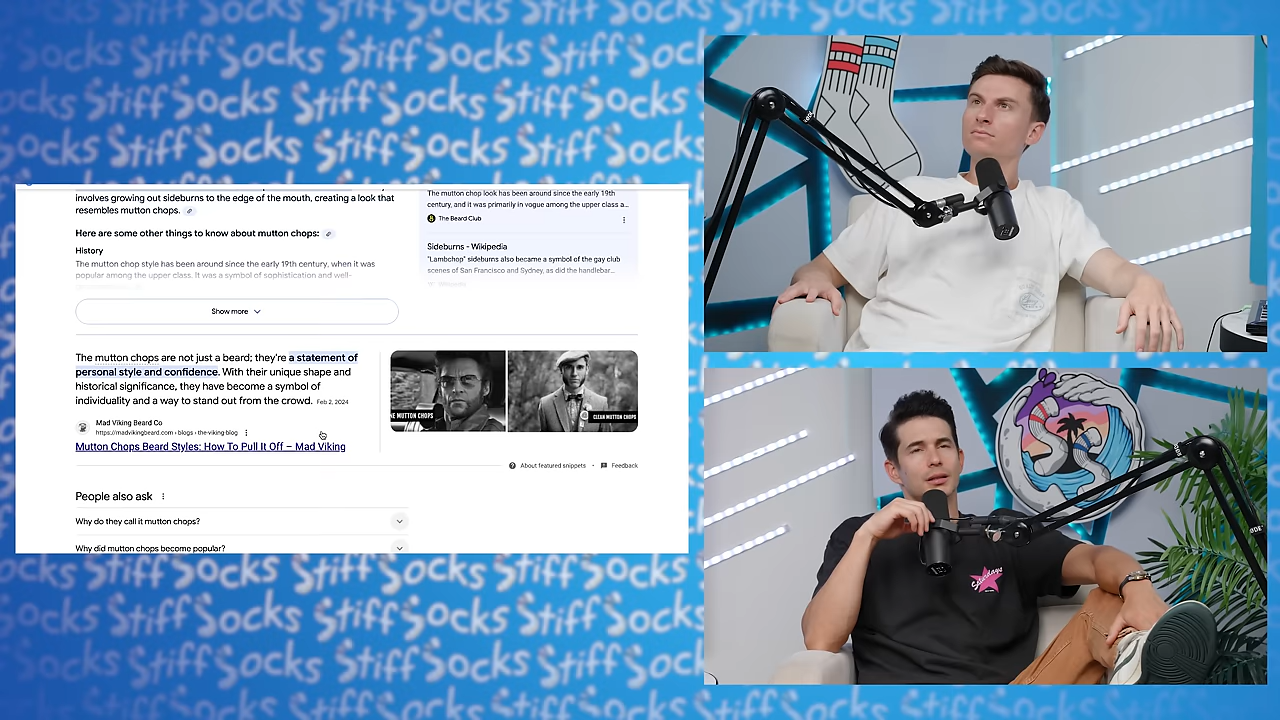 StiffSocks
involves growing out sideburns to the edge of the mouth, creating a look that
resembles mutton chops.
Here are some other things to know about mutton chops:
History
The mutton chop style has been around since the early 19th century, when it was
popular among the upper class. It was a symbol of sophistication and well-
Show more
The mutton chop look has been around since the early 19th
century, and it was primarily in vogue among the upper class a...
The Beard Club
Sideburns - Wikipedia
"Lambchop" sideburns also became a symbol of the gay club
scenes of San Francisco and Sydney, as did the handlebar...
Wikipedia
The mutton chops are not just a beard; they're a statement of
personal style and confidence. With their unique shape and
historical significance, they have become a symbol of
individuality and a way to stand out from the crowd. Feb 2, 2024
NE MUTTON CHOPS
CLEAN MUTTON CHOPS
Mad Viking Beard Co
https://madvikingbeard.com › blogs › the-viking-blog
Mutton Chops Beard Styles: How To Pull It Off – Mad Viking
About featured snippets
Feedback
People also ask
Why do they call it mutton chops?
Why did mutton chops become popular?
Saturdays